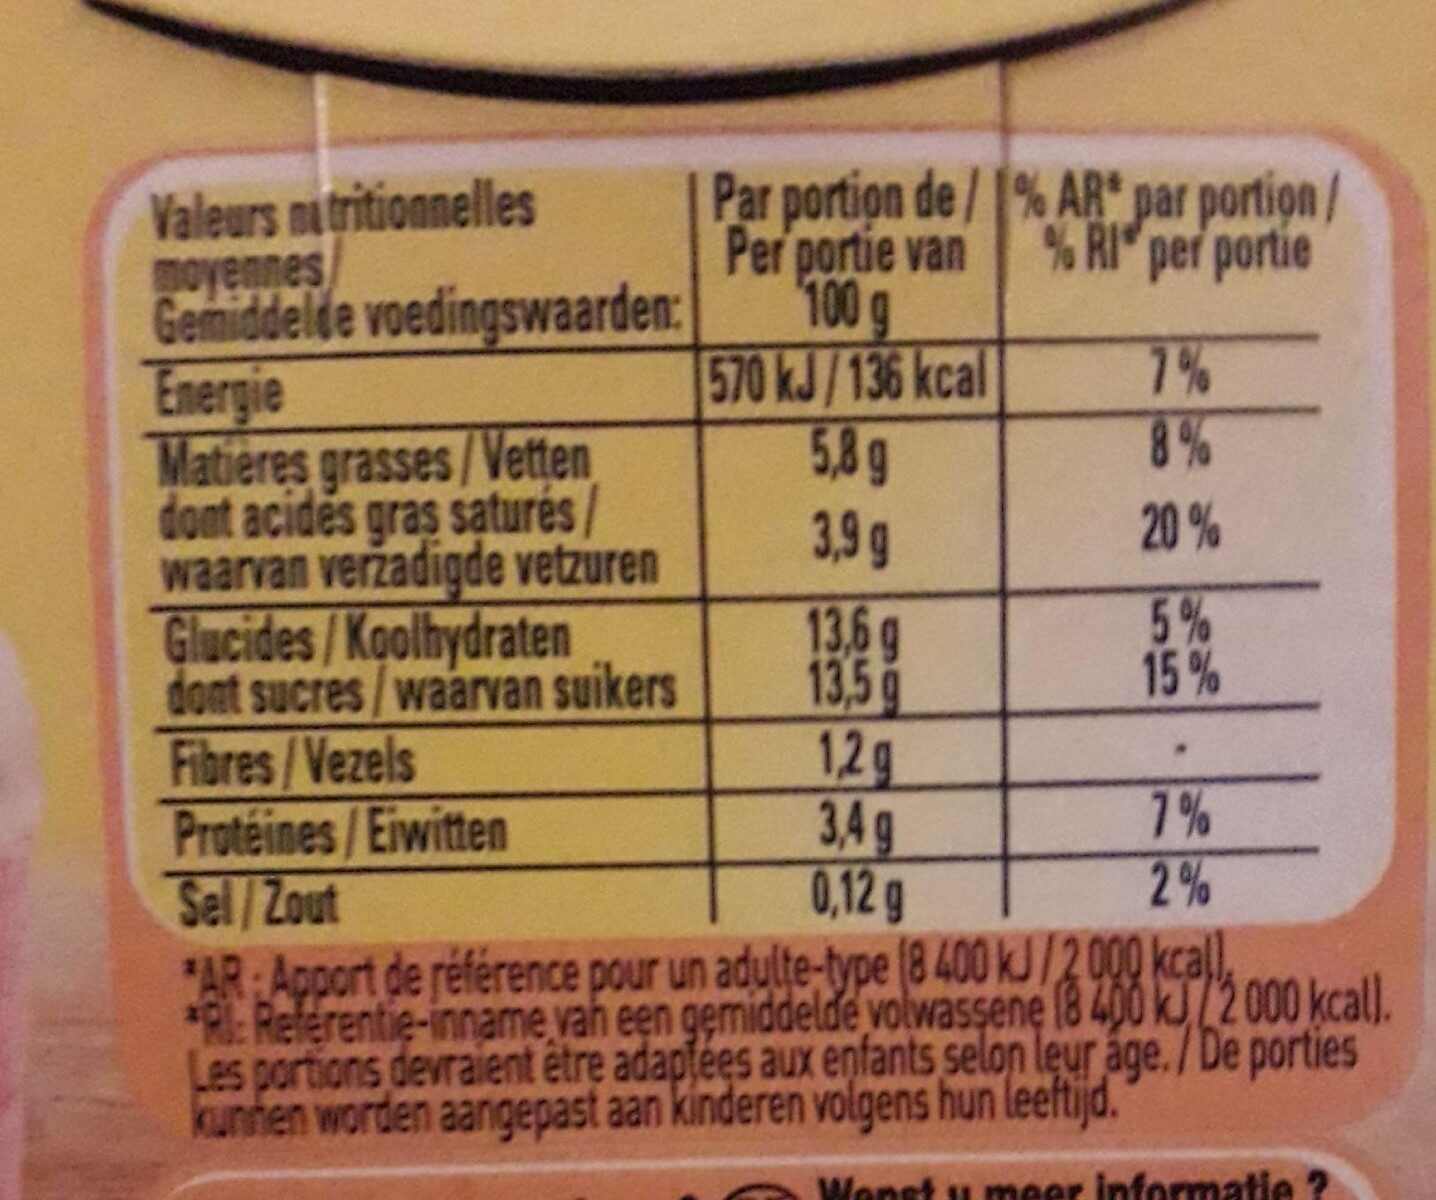 Valeurs nutritionnelles moyennes/ Gemiddelde voedingswaarden: | Par portion de / Per portie van 100 g | % AR* par portion / % RI* per portie
Energie | 570 kJ / 136 kcal | 7 %
Matières grasses / Vetten | 5,8 g | 8 %
dont acides gras saturés / waarvan verzadigde vetzuren | 3,9 g | 20 %
Glucides / Koolhydraten | 13,6 g | 5 %
dont sucres / waarvan suikers | 13,5 g | 15 %
Fibres / Vezels | 1,2 g | -
Protéines / Eiwitten | 3,4 g | 7 %
Sel / Zout | 0,12 g | 2 %
*AR : Apport de référence pour un adulte-type (8 400 kJ / 2 000 kcal).
*RI: Referentie-inname van een gemiddelde volwassene (8 400 kJ / 2 000 kcal).
Les portions devraient être adaptées aux enfants selon leur âge. / De porties
kunnen worden aangepast aan kinderen volgens hun leeftijd.
Wenst u meer informatie ?